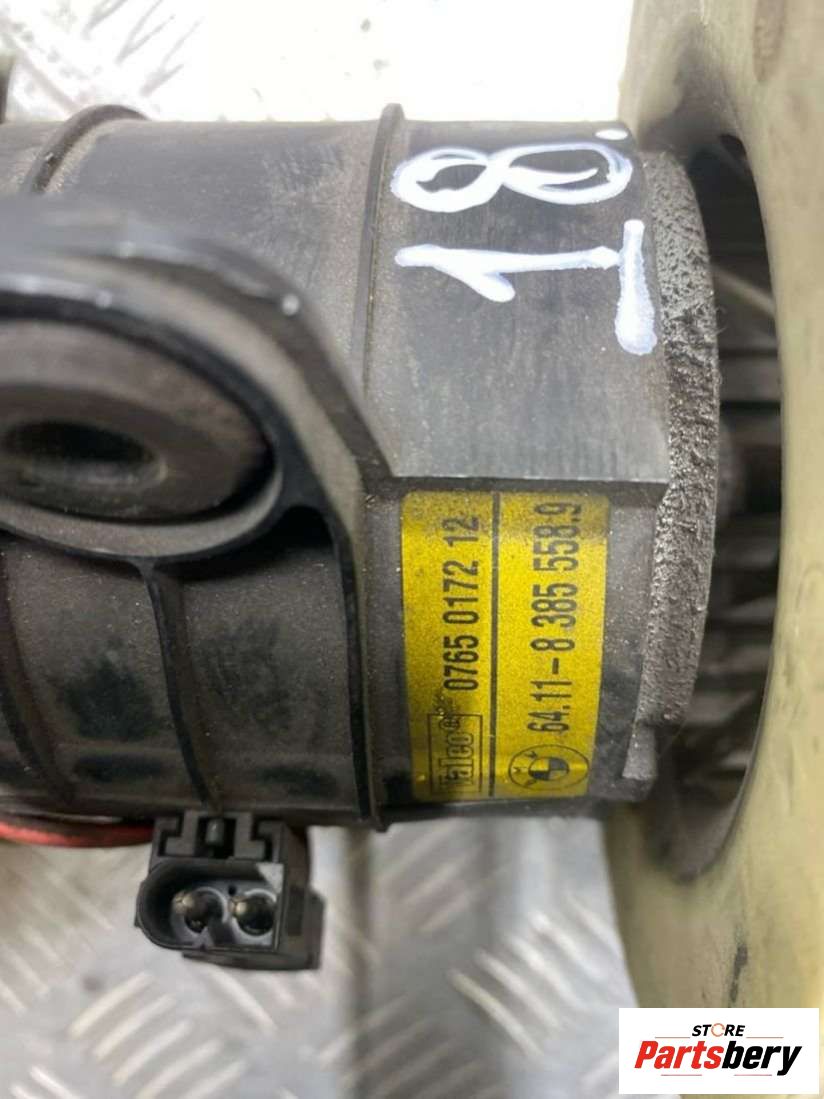 18.
Valeo 0765 0172 12
64.11-8 385 558.9
STORE
Partsbery